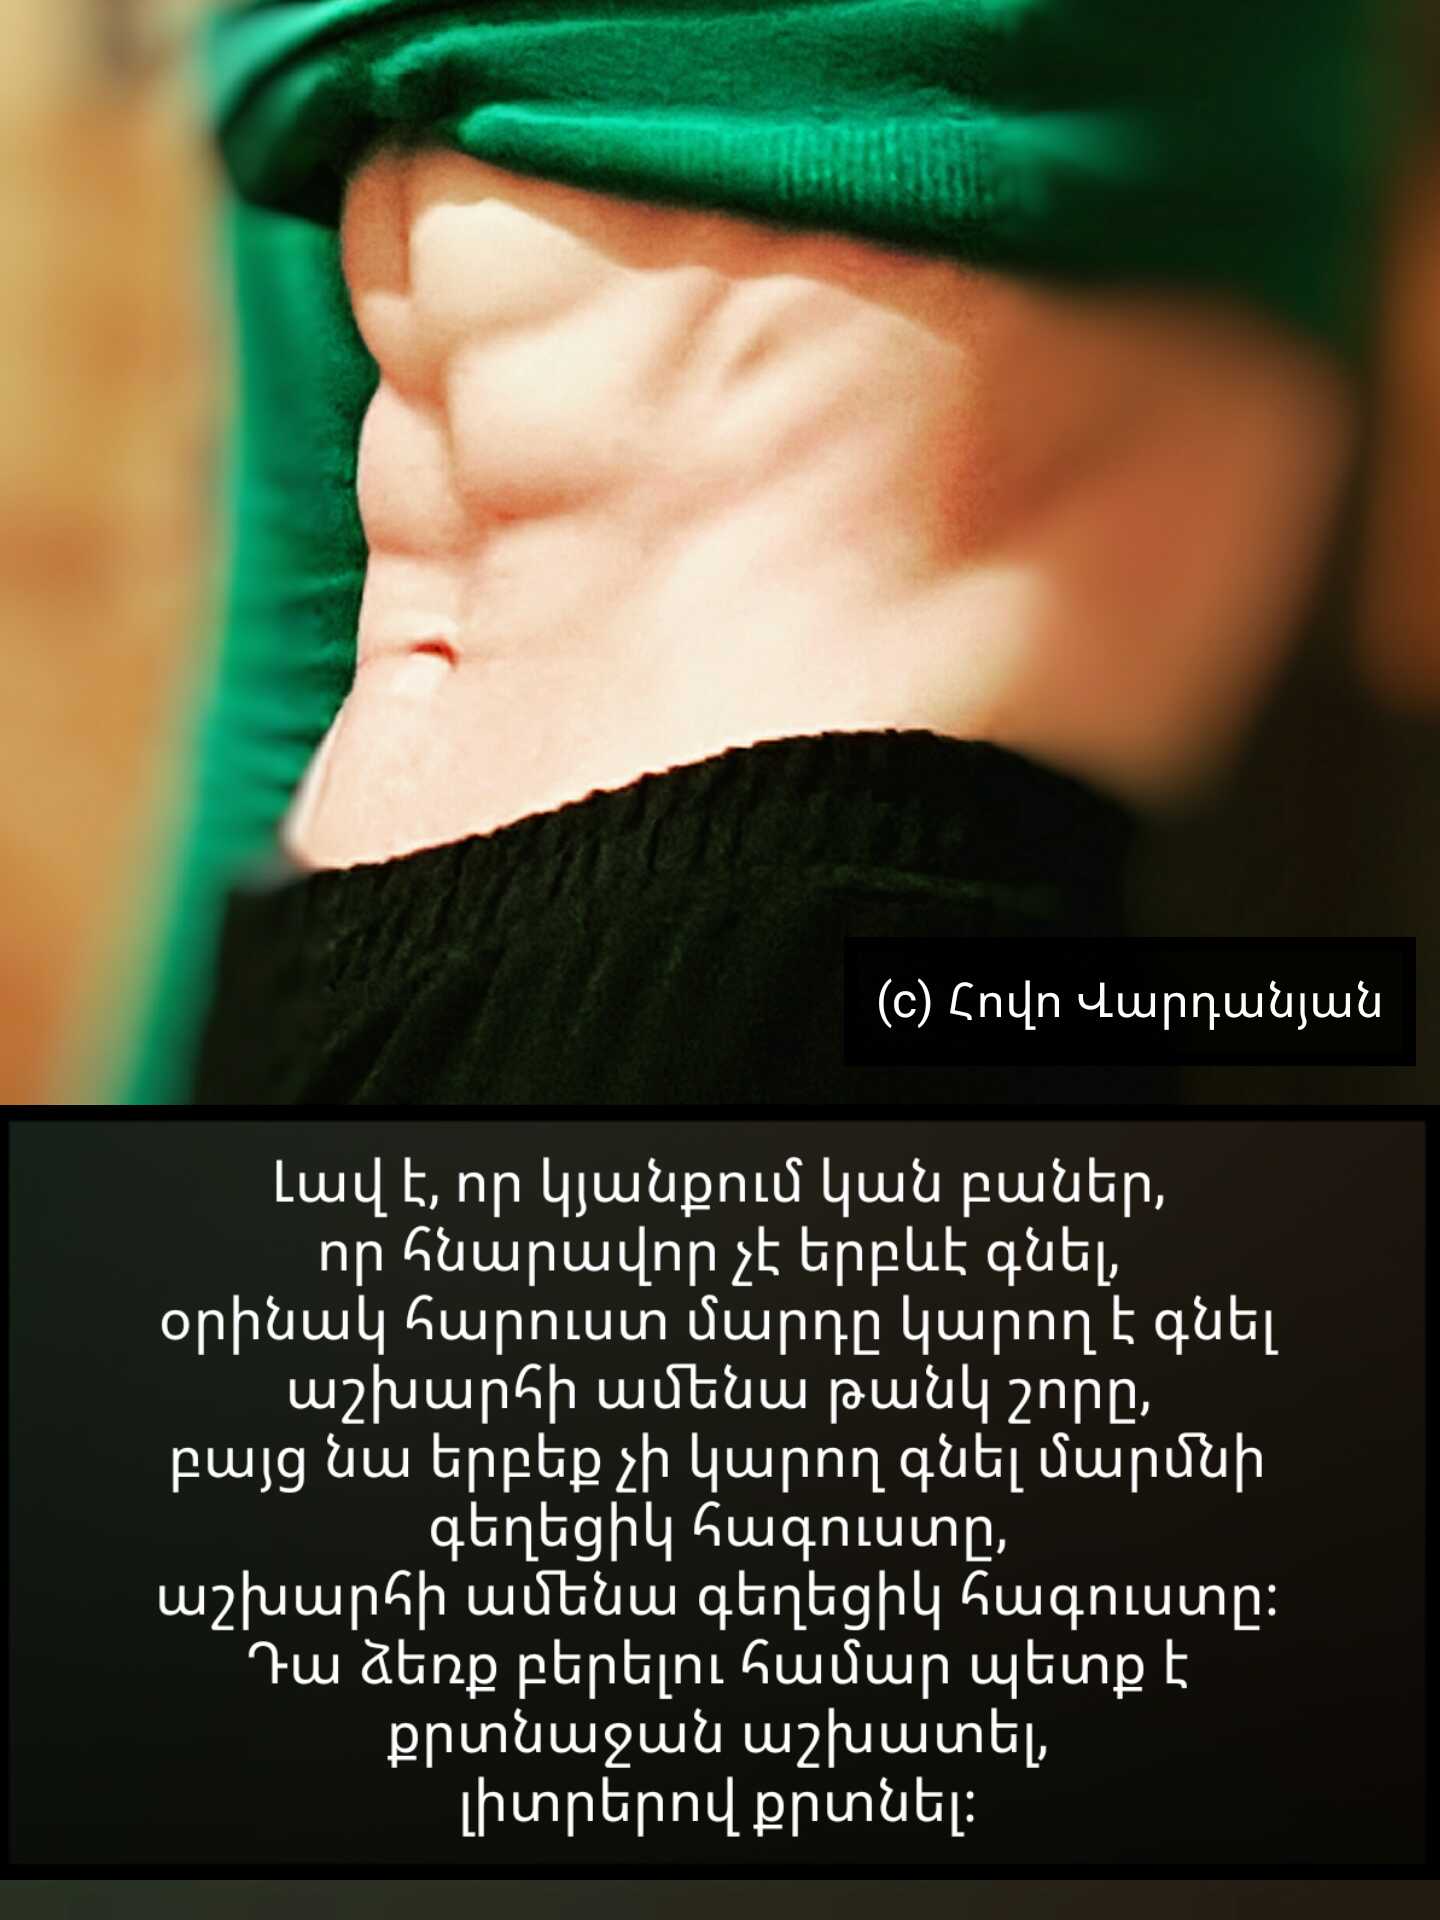 (c) Հովո Վարդանյան
Լավ է, որ կյանքում կան բաներ,
որ հնարավոր չէ երբևէ գնել,
օրինակ հարուստ մարդը կարող է գնել
աշխարհի ամենա թանկ շորը,
բայց նա երբեք չի կարող գնել մարմնի
գեղեցիկ հագուստը,
աշխարհի ամենա գեղեցիկ հագուստը:
Դա ձեռք բերելու համար պետք է
քրտնաջան աշխատել,
լիտրերով քրտնել: